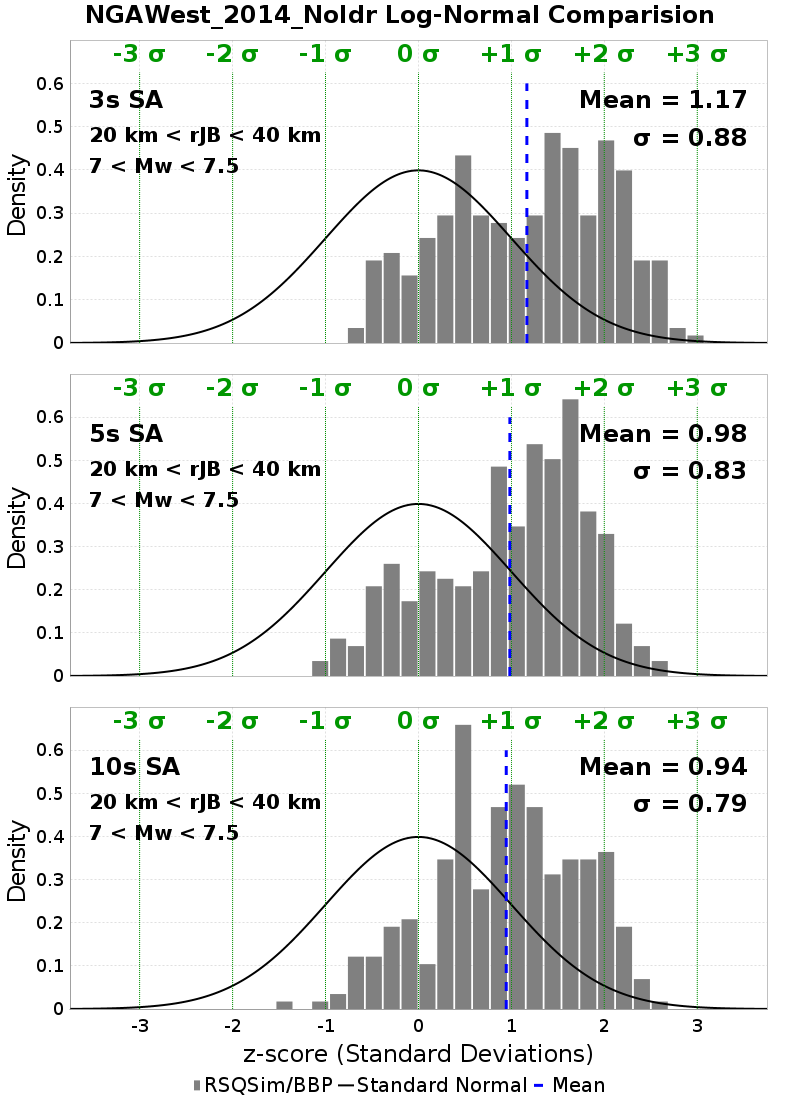 NGAWest_2014_NoIdr Log-Normal Comparision
-3 σ -2 σ -1 σ 0 σ +1 σ +2 σ +3 σ
3s SA
Mean = 1.17
20 km < rJB < 40 km
σ = 0.88
7 < Mw < 7.5
Density
0.6
0.5
0.4
0.3
0.2
0.1
0
-3 σ -2 σ -1 σ 0 σ +1 σ +2 σ +3 σ
5s SA
Mean = 0.98
20 km < rJB < 40 km
σ = 0.83
7 < Mw < 7.5
Density
0.6
0.5
0.4
0.3
0.2
0.1
0
-3 σ -2 σ -1 σ 0 σ +1 σ +2 σ +3 σ
10s SA
Mean = 0.94
20 km < rJB < 40 km
σ = 0.79
7 < Mw < 7.5
Density
0.6
0.5
0.4
0.3
0.2
0.1
0
-3 -2 -1 0 1 2 3
z-score (Standard Deviations)
RSQSim/BBP Standard Normal Mean